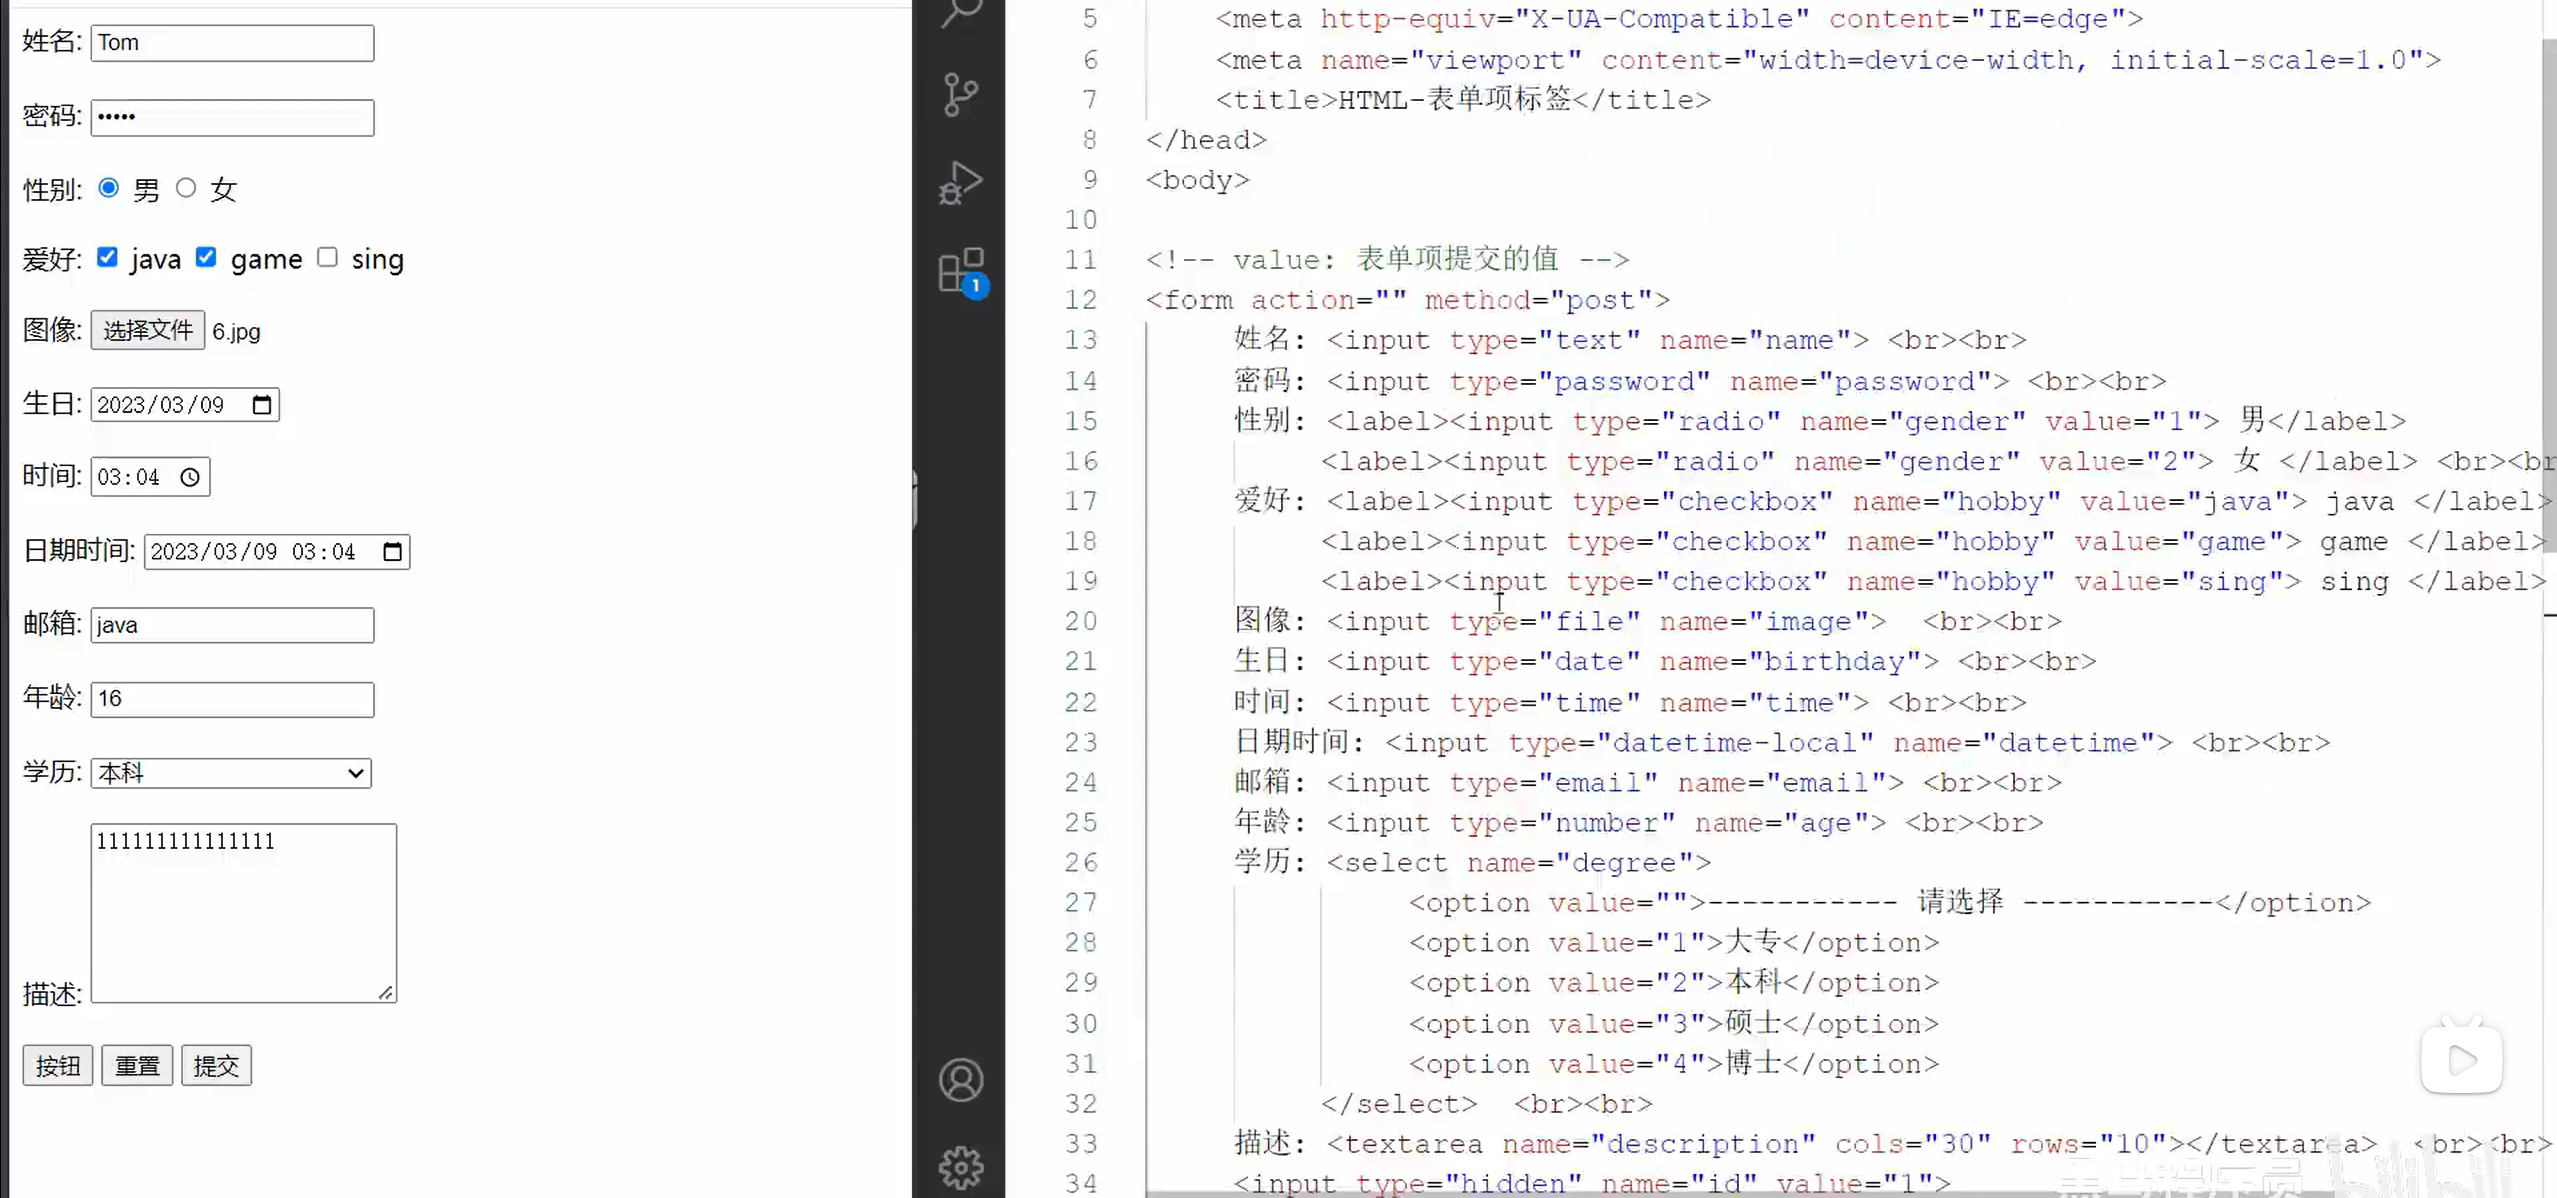 姓名: Tom
密码: •••••
性别: 男 女
爱好: java game sing
图像: 选择文件 6.jpg
生日: 2023/03/09
时间: 03:04
日期时间: 2023/03/09 03:04
邮箱: java
年龄: 16
学历: 本科
111111111111111
描述:
按钮 重置 提交
1
5 <meta http-equiv="X-UA-Compatible" content="IE=edge">
6 <meta name="viewport" content="width=device-width, initial-scale=1.0">
7 <title>HTML-表单项标签</title>
8 </head>
9 <body>
10
11 <!-- value: 表单项提交的值 -->
12 <form action="" method="post">
13 姓名: <input type="text" name="name"> <br><br>
14 密码: <input type="password" name="password"> <br><br>
15 性别: <label><input type="radio" name="gender" value="1"> 男</label>
16 <label><input type="radio" name="gender" value="2"> 女 </label> <br><br
17 爱好: <label><input type="checkbox" name="hobby" value="java"> java </label>
18 <label><input type="checkbox" name="hobby" value="game"> game </label>
19 <label><input type="checkbox" name="hobby" value="sing"> sing </label>
20 图像: <input type="file" name="image">  <br><br>
21 生日: <input type="date" name="birthday"> <br><br>
22 时间: <input type="time" name="time"> <br><br>
23 日期时间: <input type="datetime-local" name="datetime"> <br><br>
24 邮箱: <input type="email" name="email"> <br><br>
25 年龄: <input type="number" name="age"> <br><br>
26 学历: <select name="degree">
27 <option value="">----------- 请选择 -----------</option>
28 <option value="1">大专</option>
29 <option value="2">本科</option>
30 <option value="3">硕士</option>
31 <option value="4">博士</option>
32 </select>  <br><br>
33 描述: <textarea name="description" cols="30" rows="10"></textarea>  <br><br>
34 <input type="hidden" name="id" value="1">